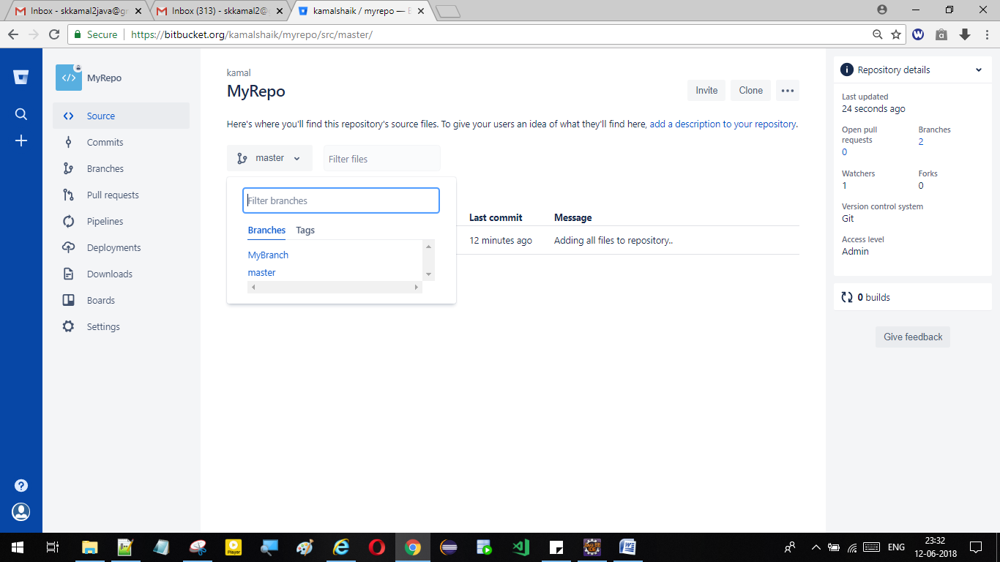 Inbox - skkamal2java@g
Inbox (313) - skkamal2@
kamalshaik / myrepo —
Secure
https://bitbucket.org/kamalshaik/myrepo/src/master/
MyRepo
Source
Commits
Branches
Pull requests
Pipelines
Deployments
Downloads
Boards
Settings
kamal
MyRepo
Invite
Clone
Here's where you'll find this repository's source files. To give your users an idea of what they'll find here, add a description to your repository.
master
Filter files
Filter branches
Branches Tags
MyBranch
master
Last commit Message
12 minutes ago Adding all files to repository..
Repository details
Last updated
24 seconds ago
Open pull requests
0
Branches
2
Watchers
1
Forks
0
Version control system
Git
Access level
Admin
0 builds
Give feedback
Player
ENG
23:32
12-06-2018